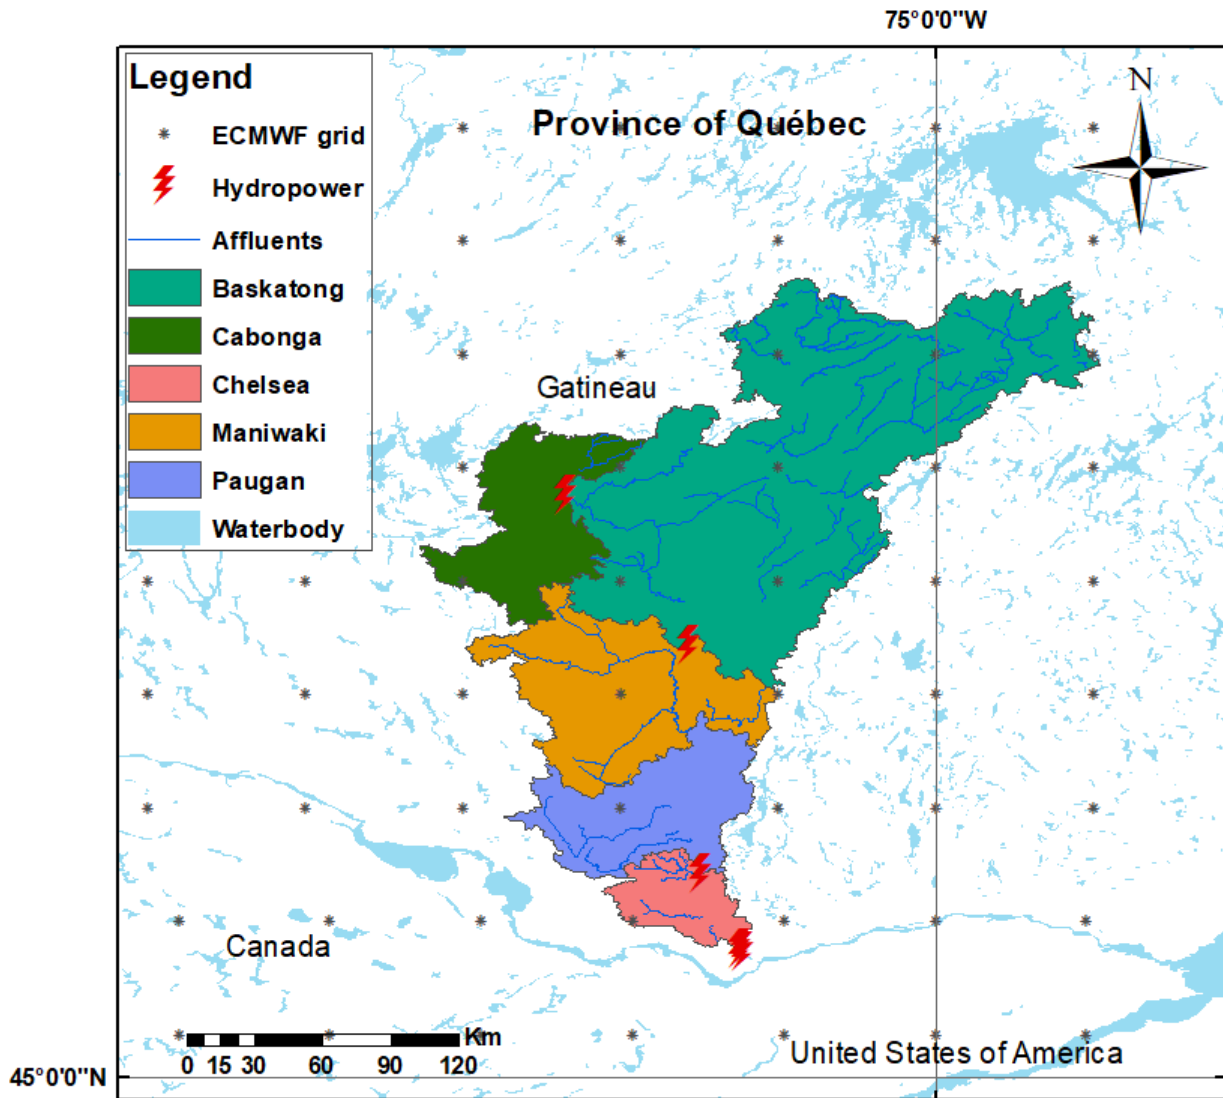 75°0'0"W
Legend
ECMWF grid
Hydropower
Affluents
Baskatong
Cabonga
Chelsea
Maniwaki
Paugan
Waterbody
Province of Québec
N
Gatineau
Canada
Km
0 15 30 60 90 120
United States of America
45°0'0"N